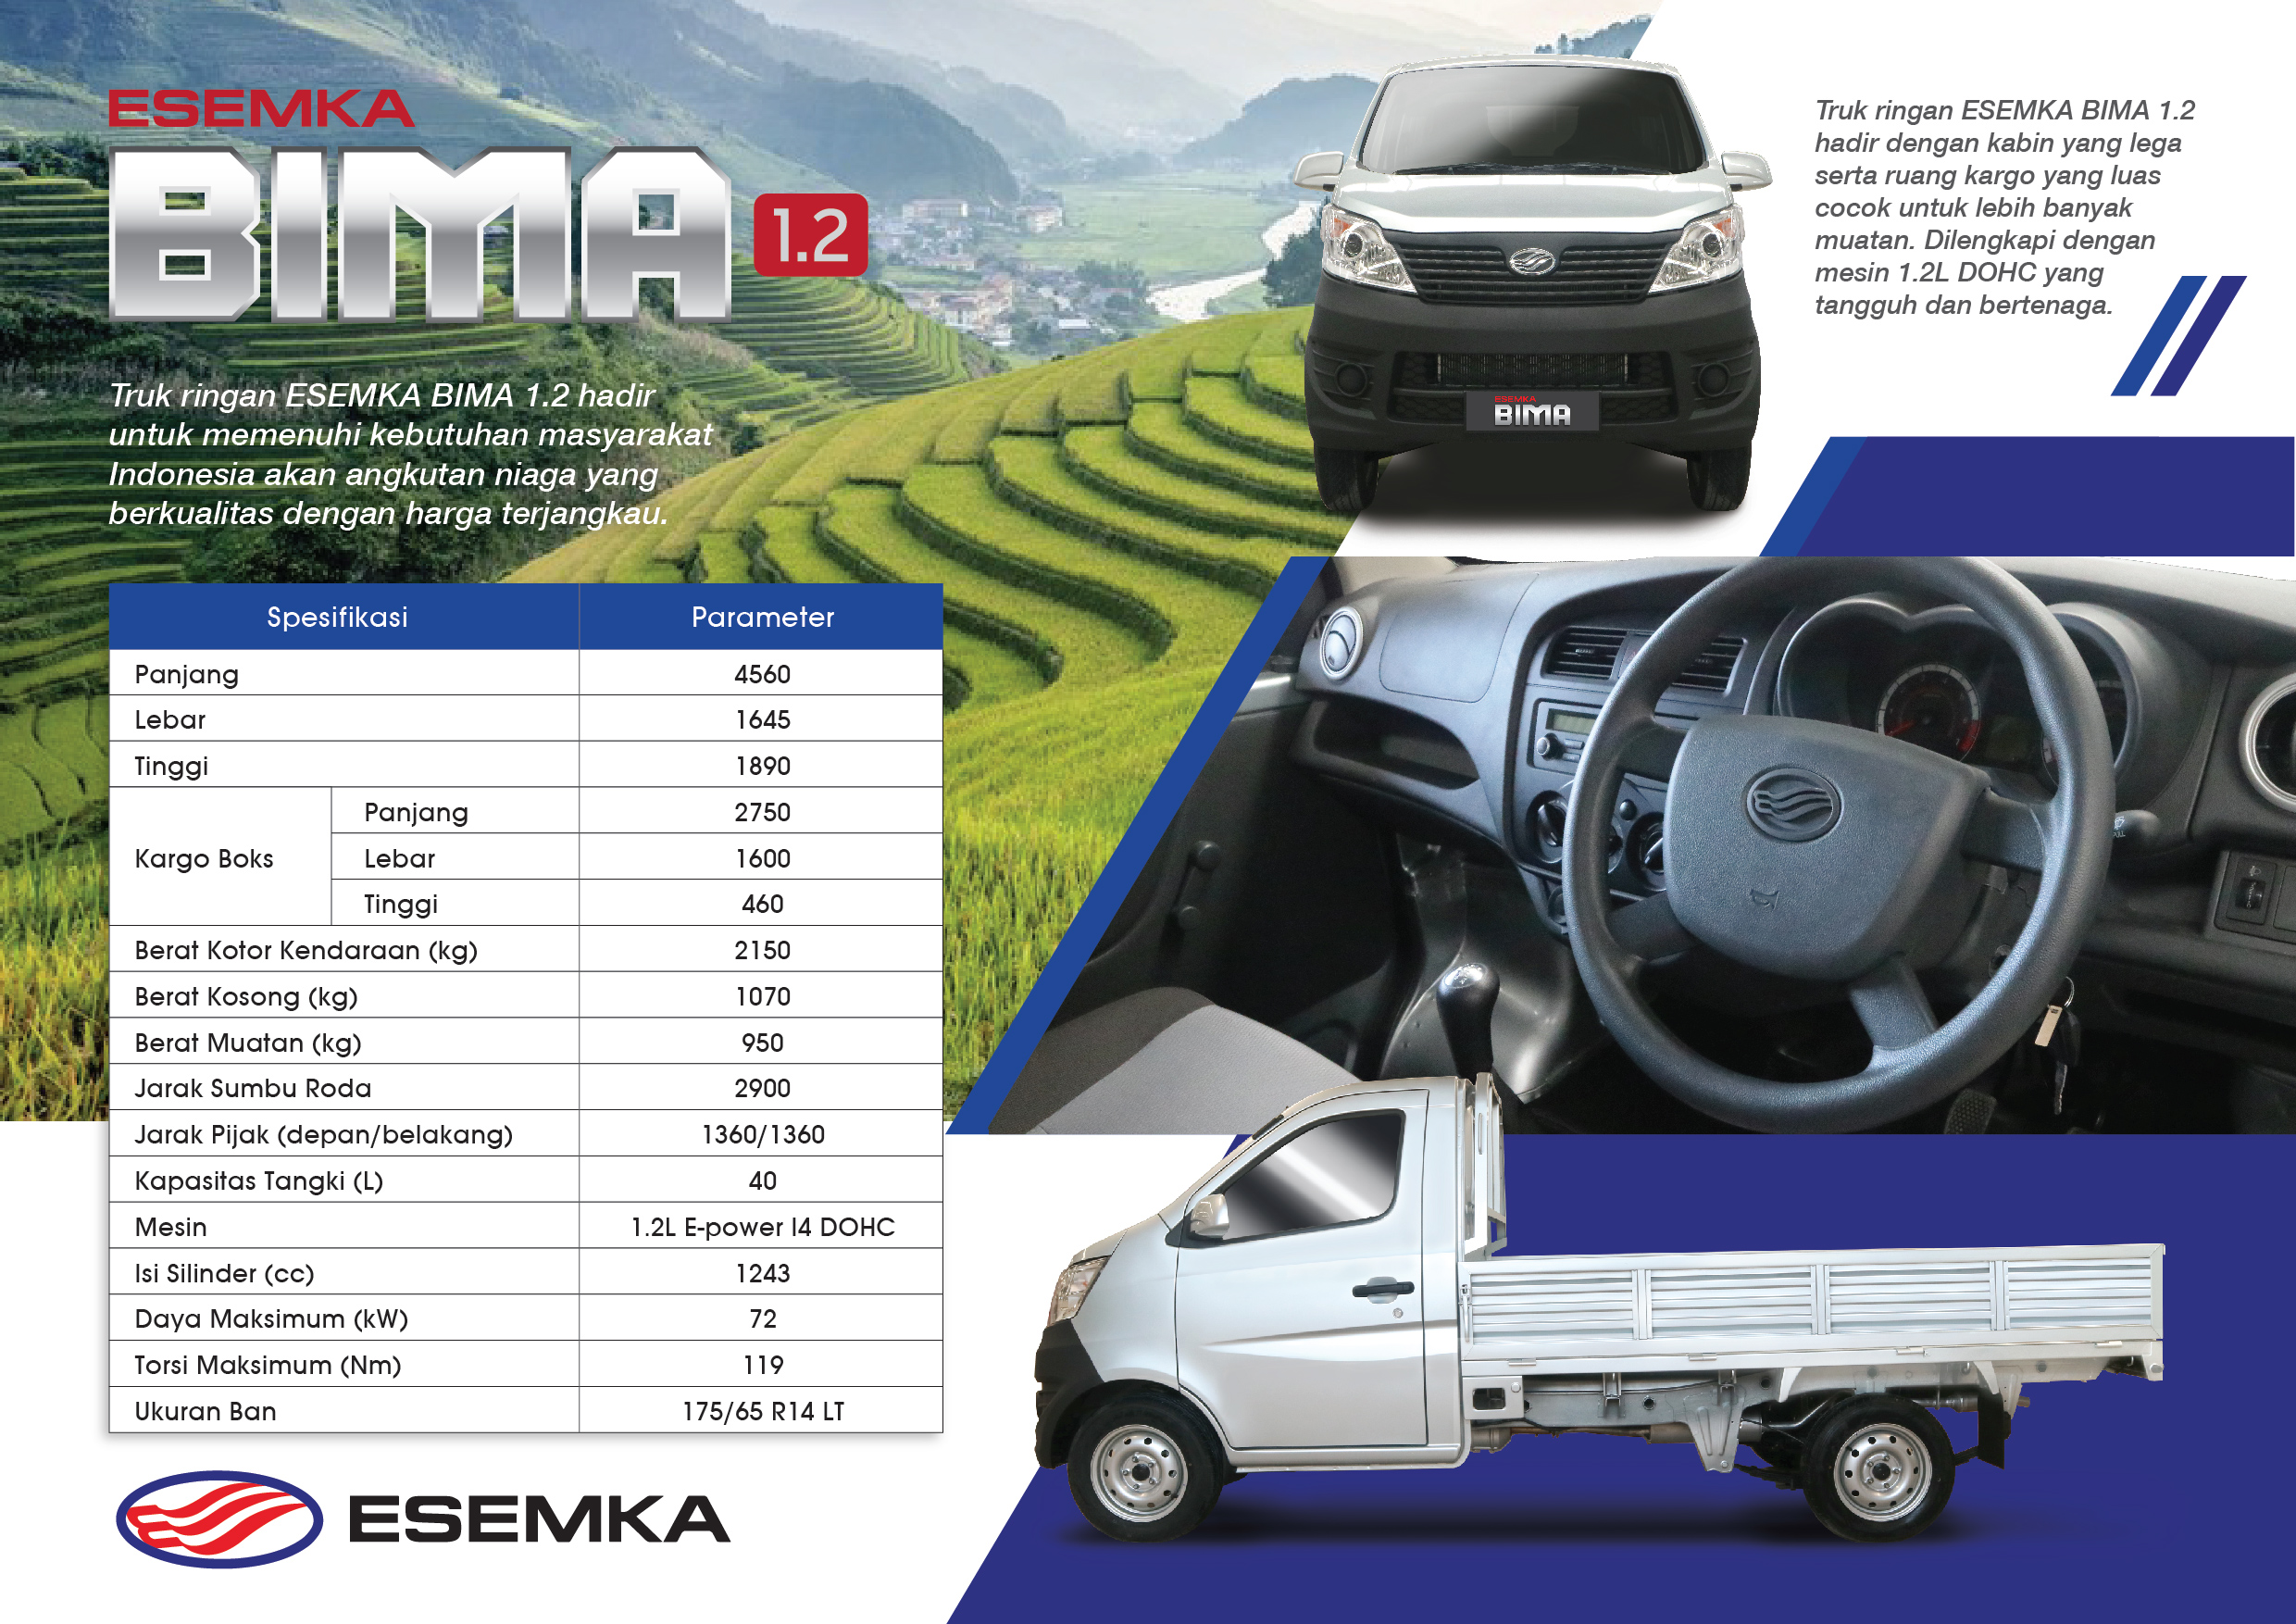 ESEMKA
BIMA 1.2
Truk ringan ESEMKA BIMA 1.2 hadir
untuk memenuhi kebutuhan masyarakat
Indonesia akan angkutan niaga yang
berkualitas dengan harga terjangkau.
Truk ringan ESEMKA BIMA 1.2
hadir dengan kabin yang lega
serta ruang kargo yang luas
cocok untuk lebih banyak
muatan. Dilengkapi dengan
mesin 1.2L DOHC yang
tangguh dan bertenaga.
ESEMKA
BIMA
Spesifikasi Parameter
Panjang 4560
Lebar 1645
Tinggi 1890
Kargo Boks
Panjang 2750
Lebar 1600
Tinggi 460
Berat Kotor Kendaraan (kg) 2150
Berat Kosong (kg) 1070
Berat Muatan (kg) 950
Jarak Sumbu Roda 2900
Jarak Pijak (depan/belakang) 1360/1360
Kapasitas Tangki (L) 40
Mesin 1.2L E-power I4 DOHC
Isi Silinder (cc) 1243
Daya Maksimum (kW) 72
Torsi Maksimum (Nm) 119
Ukuran Ban 175/65 R14 LT
ESEMKA